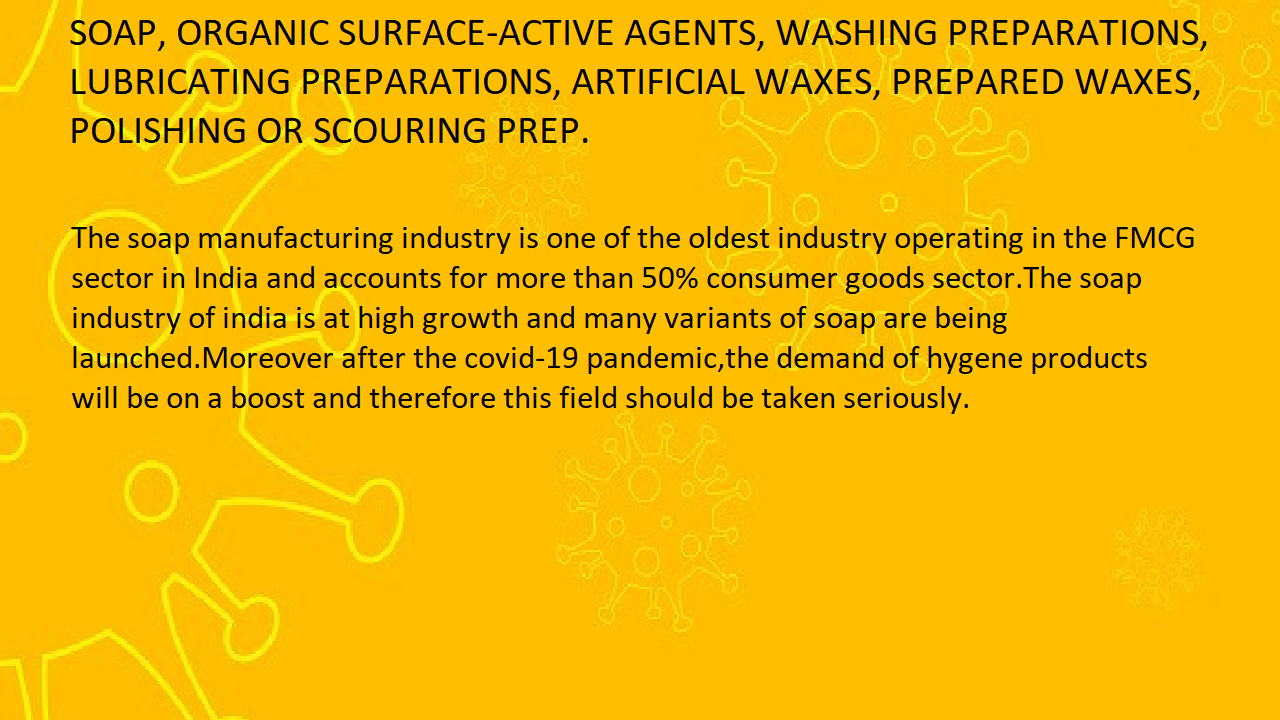 SOAP, ORGANIC SURFACE-ACTIVE AGENTS, WASHING PREPARATIONS,
LUBRICATING PREPARATIONS, ARTIFICIAL WAXES, PREPARED WAXES,
POLISHING OR SCOURING PREP.
The soap manufacturing industry is one of the oldest industry operating in the FMCG
sector in India and accounts for more than 50% consumer goods sector.The soap
industry of india is at high growth and many variants of soap are being
launched.Moreover after the covid-19 pandemic,the demand of hygene products
will be on a boost and therefore this field should be taken seriously.